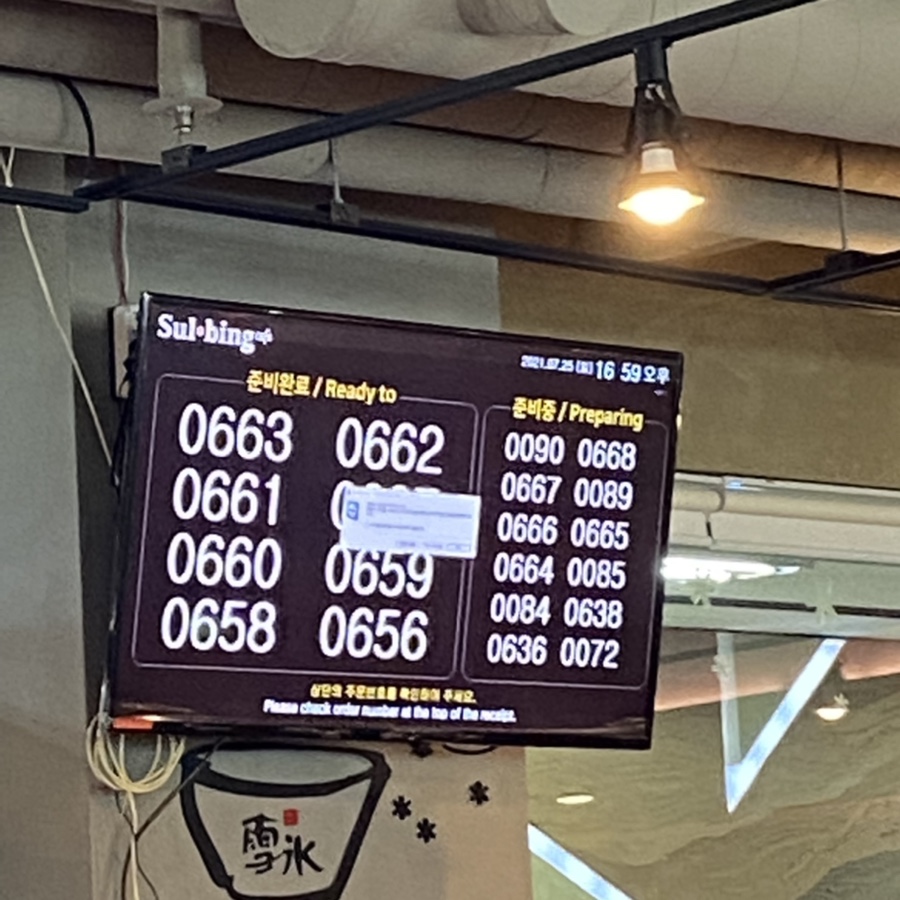 Sul•bing cafe
2021.07.25 (일) 16 59 오후
준비완료 / Ready to
0663 0662
0661
0660 0659
0658 0656
준비중 / Preparing
0090 0668
0667 0089
0666 0665
0664 0085
0084 0638
0636 0072
상단의 주문번호를 확인하여 주세요.
Please check order number at the top of the receipt.
雪氷